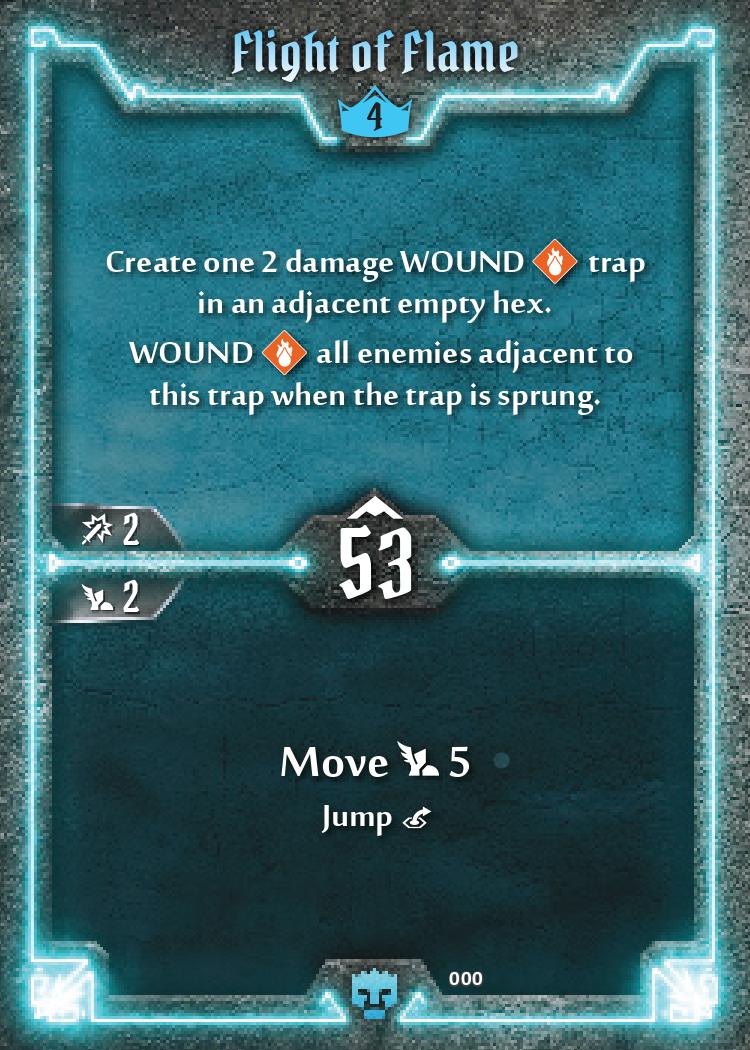 Flight of Flame
4
Create one 2 damage WOUND trap
in an adjacent empty hex.
WOUND all enemies adjacent to
this trap when the trap is sprung.
2
53
2
Move 5
Jump
000